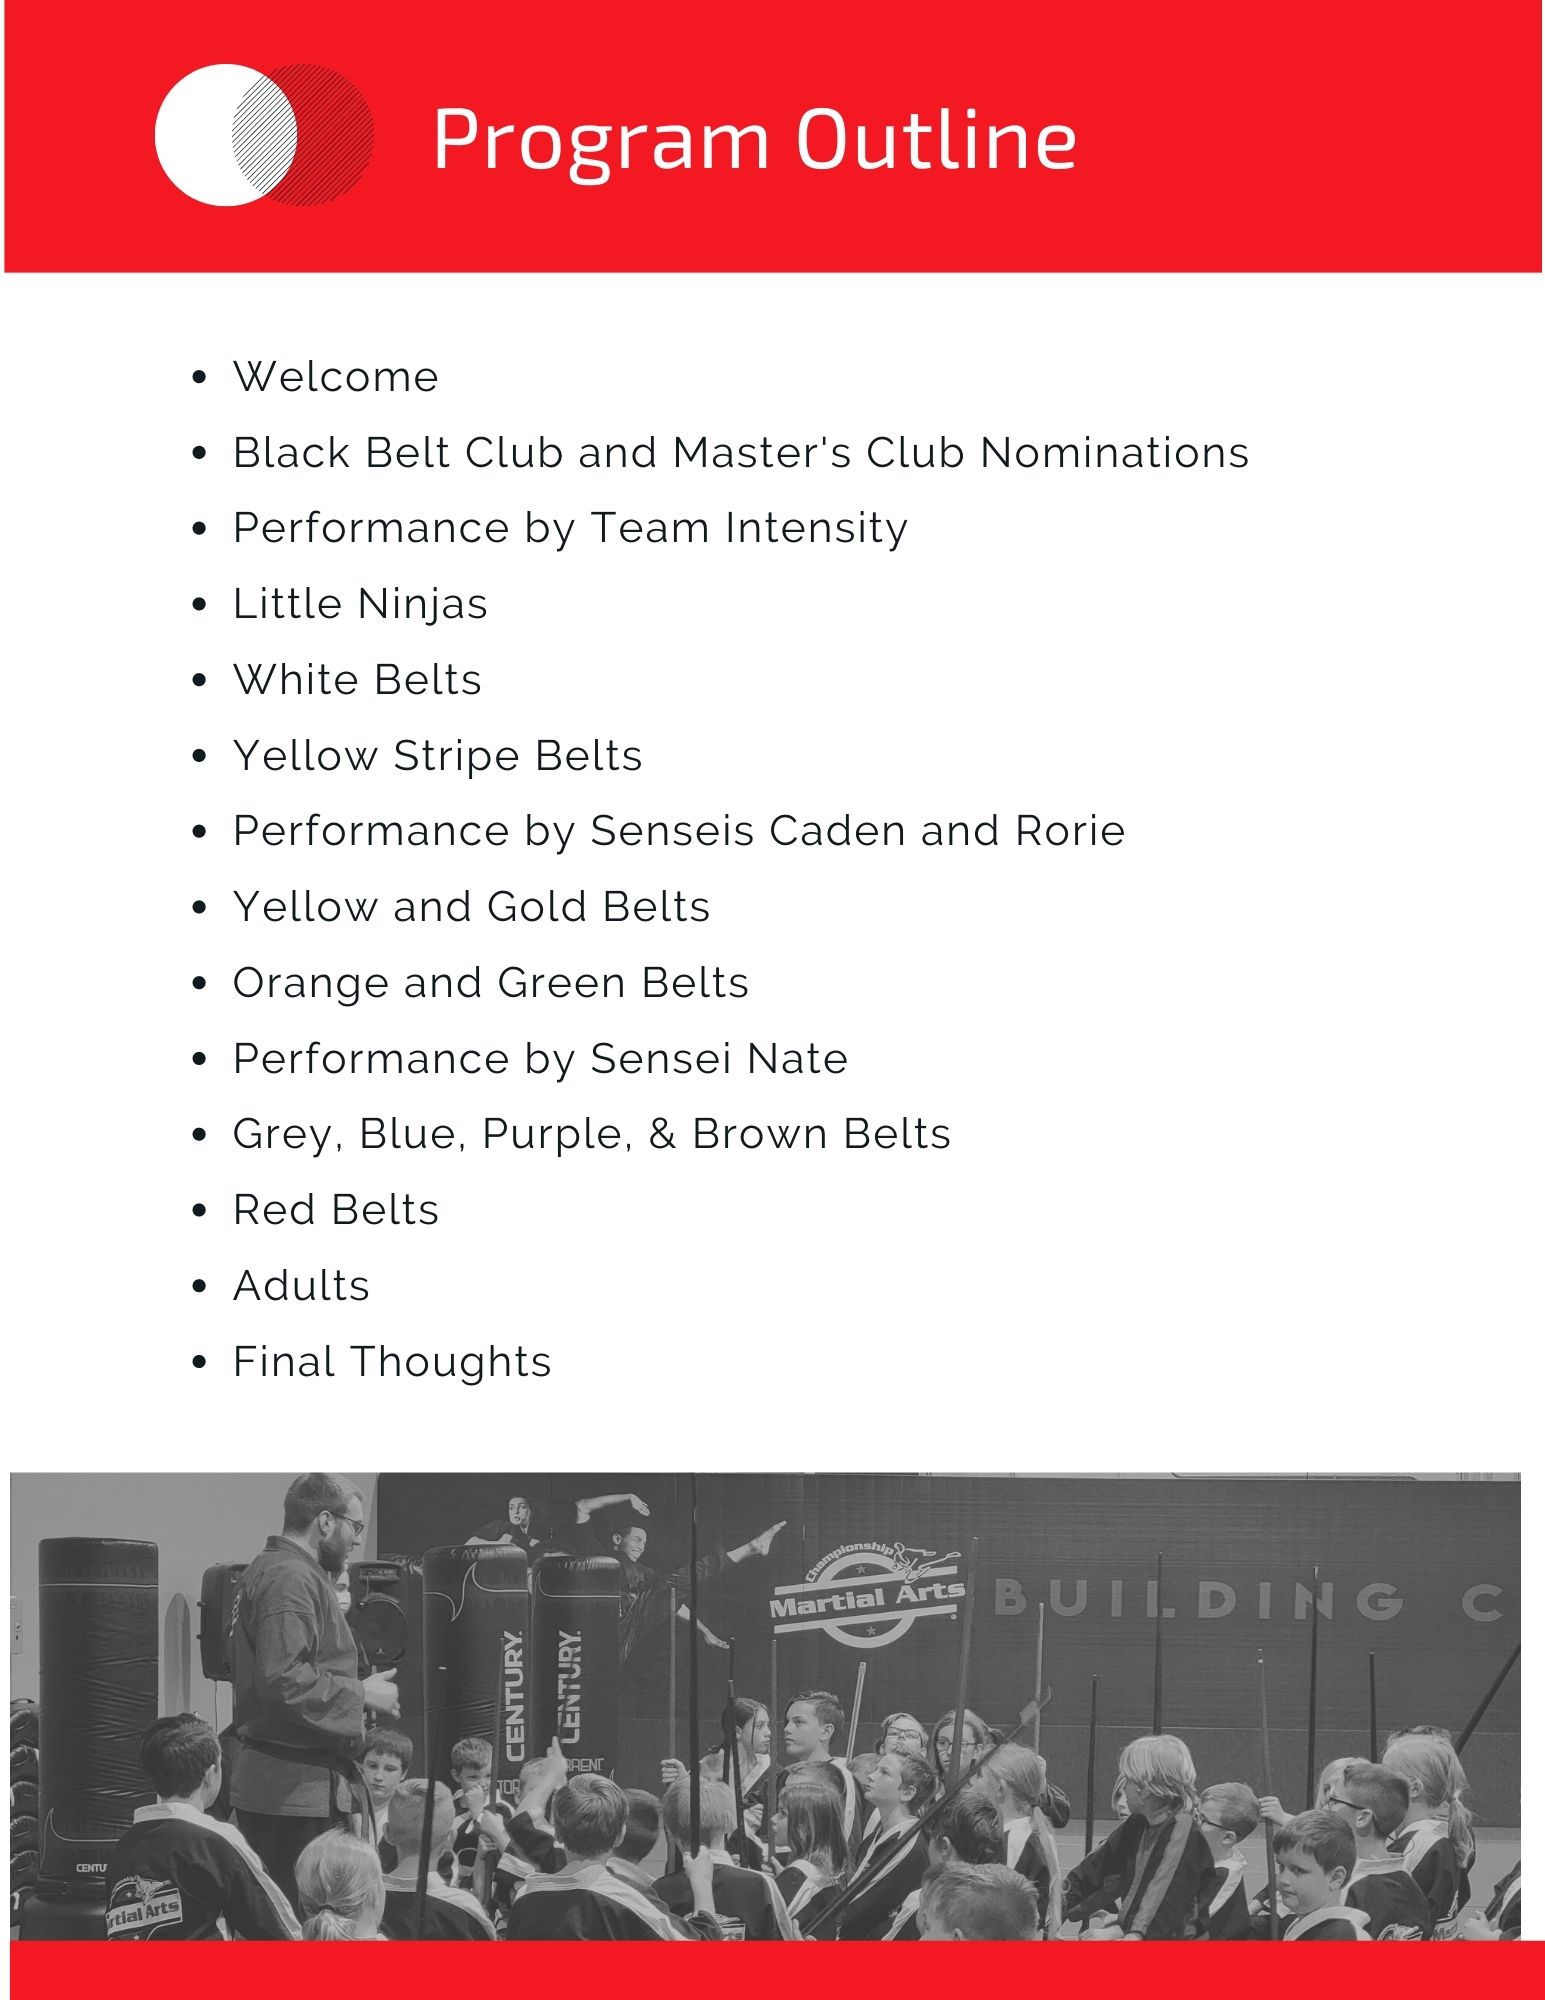 Program Outline
Welcome
Black Belt Club and Master's Club Nominations
Performance by Team Intensity
Little Ninjas
White Belts
Yellow Stripe Belts
Performance by Senseis Caden and Rorie
Yellow and Gold Belts
Orange and Green Belts
Performance by Sensei Nate
Grey, Blue, Purple, & Brown Belts
Red Belts
Adults
Final Thoughts
Championship
Martial Arts
BUILDING C
CENTURY.
CENTURY.
CENTU
rtial Arts